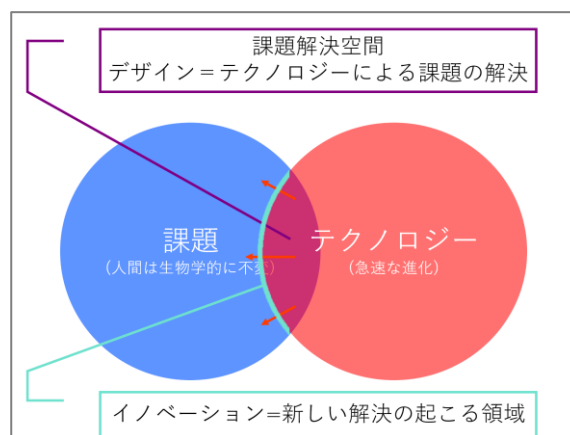 課題解決空間
デザイン＝テクノロジーによる課題の解決
課題
(人間は生物学的に不変)
テクノロジー
(急速な進化)
イノベーション=新しい解決の起こる領域